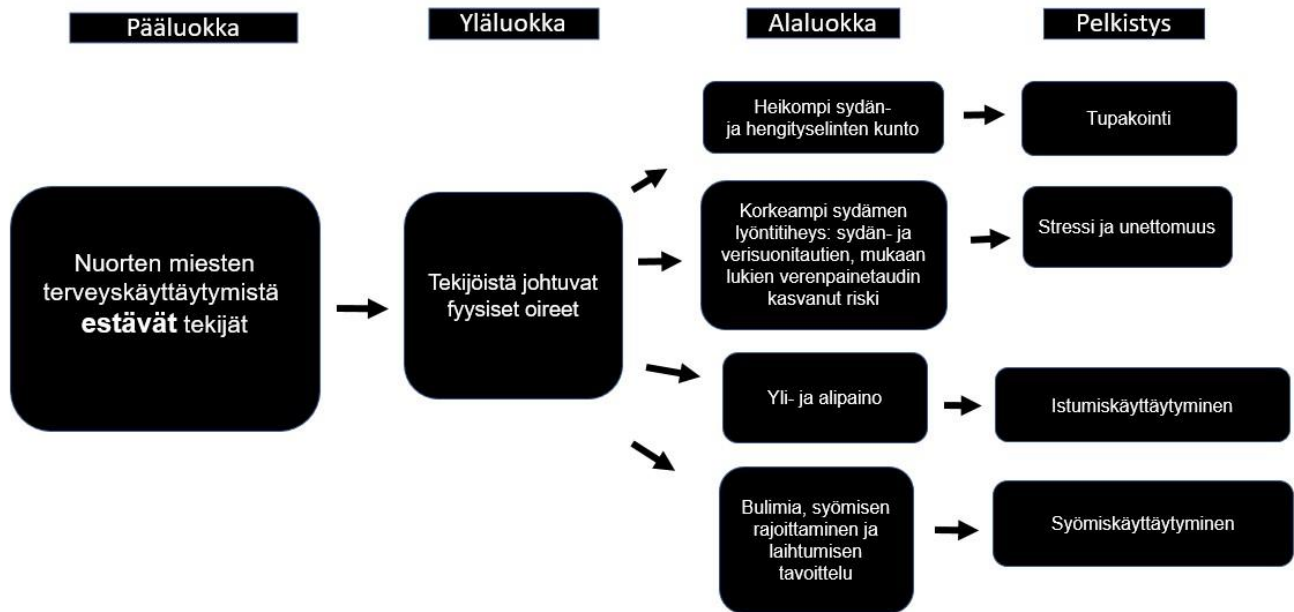 Pääluokka
Yläluokka
Alaluokka
Pelkistys
Nuorten miesten
terveyskäyttäytymistä
estävät tekijät
Tekijöistä johtuvat
fyysiset oireet
Heikompi sydän-
ja hengityselinten kunto
Tupakointi
Korkeampi sydämen
lyöntitiheys: sydän- ja
verisuonitautien, mukaan
lukien verenpainetaudin
kasvanut riski
Stressi ja unettomuus
Yli- ja alipaino
Istumiskäyttäytyminen
Bulimia, syömisen
rajoittaminen ja
laihtumisen
tavoittelu
Syömiskäyttäytyminen